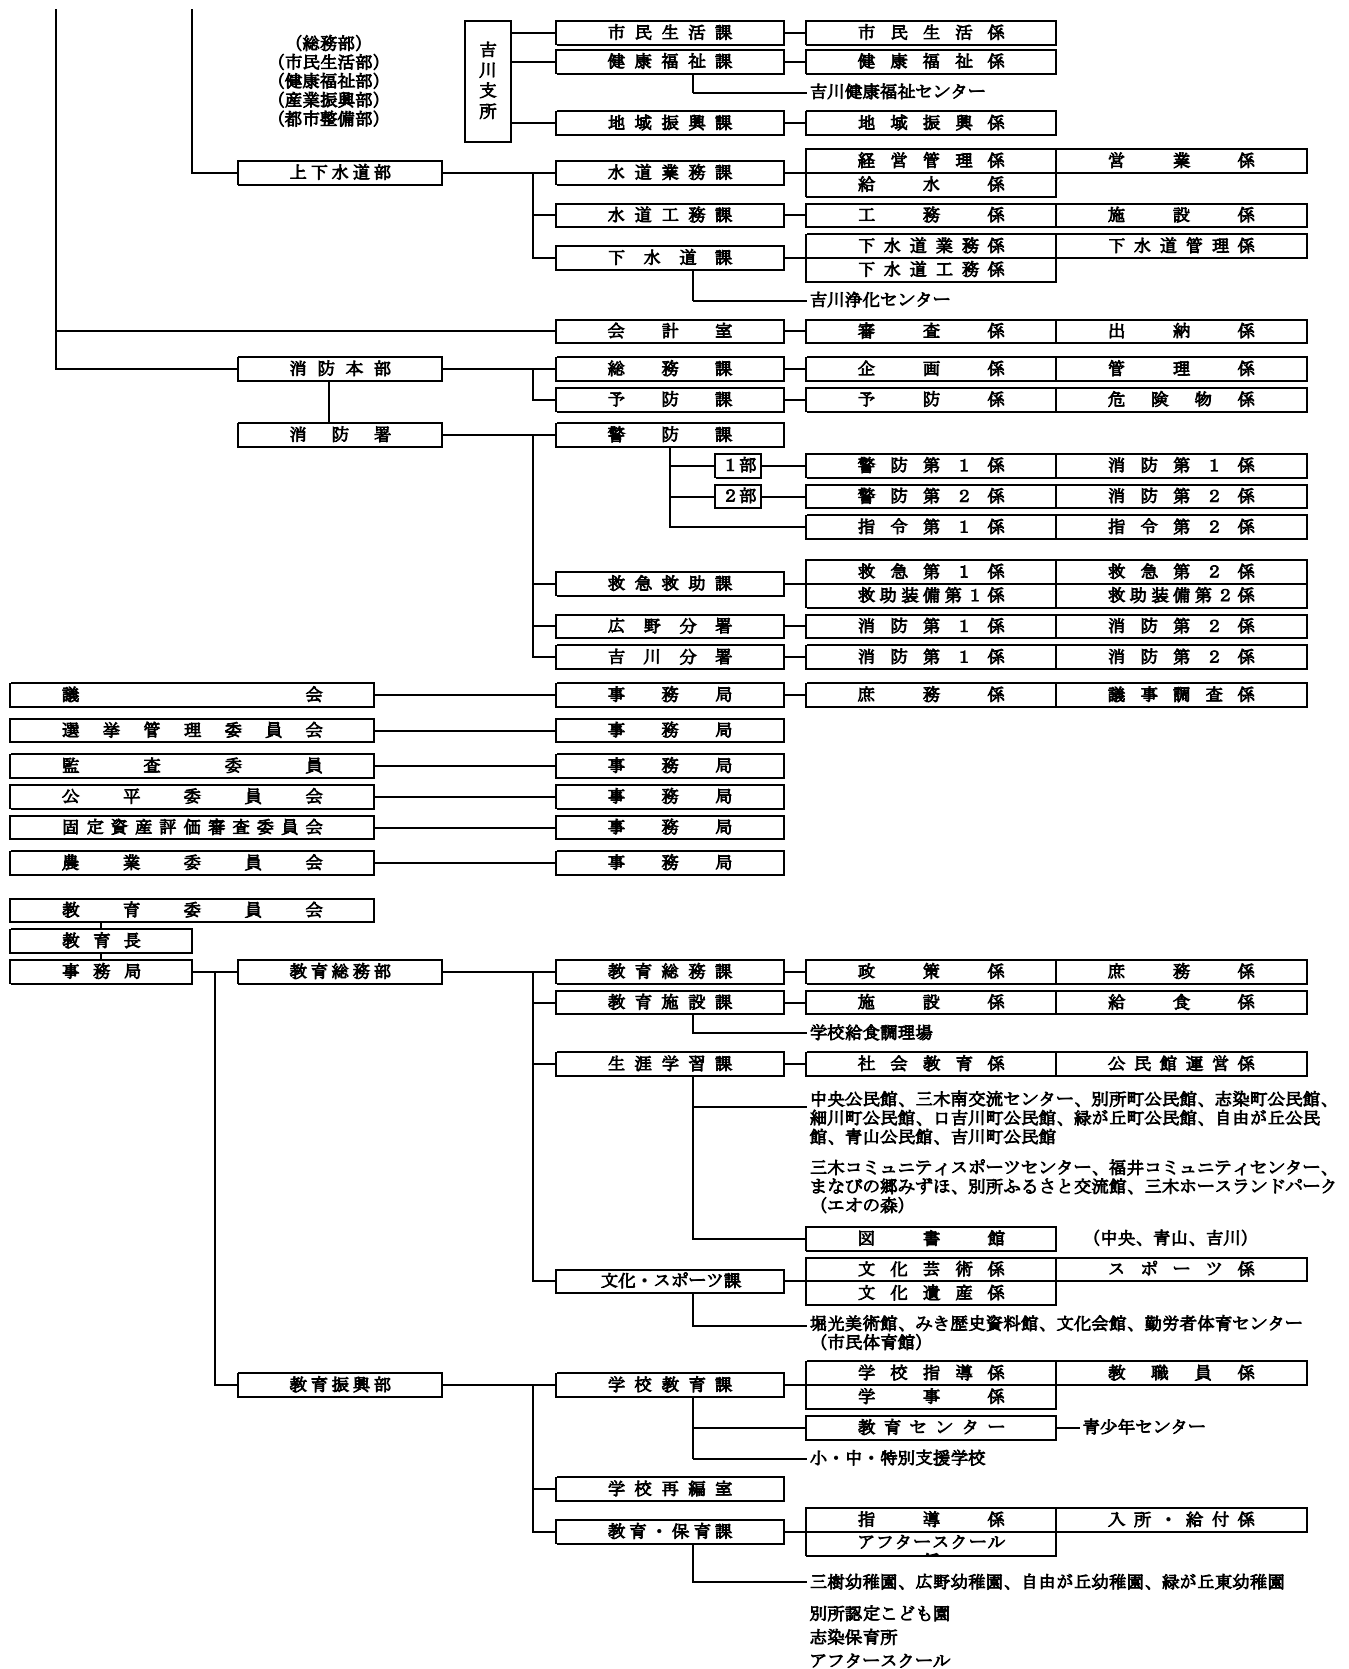 (総務部)
(市民生活部)
(健康福祉部)
(産業振興部)
(都市整備部)
吉川支所
市民生活課 市民生活係
健康福祉課 健康福祉係
吉川健康福祉センター
地域振興課 地域振興係
上下水道部 水道業務課 経営管理係 営業係
給水係
水道工務課 工務係 施設係
下水道課 下水道業務係 下水道管理係
下水道工務係
吉川浄化センター
会計室 審査係 出納係
消防本部 総務課 企画係 管理係
予防課 予防係 危険物係
消防署 警防課
1部 警防第1係 消防第1係
2部 警防第2係 消防第2係
指令第1係 指令第2係
救急救助課 救急第1係 救急第2係
救助装備第1係 救助装備第2係
広野分署 消防第1係 消防第2係
吉川分署 消防第1係 消防第2係
議会 事務局 庶務係 議事調査係
選挙管理委員会 事務局
監査委員 事務局
公平委員会 事務局
固定資産評価審査委員会 事務局
農業委員会 事務局
教育委員会
教育長
事務局 教育総務部 教育総務課 政策係 庶務係
教育施設課 施設係 給食係
学校給食調理場
生涯学習課 社会教育係 公民館運営係
中央公民館、三木南交流センター、別所町公民館、志染町公民館、
細川町公民館、口吉川町公民館、緑が丘町公民館、自由が丘公民
館、青山公民館、吉川町公民館
三木コミュニティスポーツセンター、福井コミュニティセンター、
まなびの郷みずほ、別所ふるさと交流館、三木ホースランドパーク
(エオの森)
図書館 (中央、青山、吉川)
文化・スポーツ課 文化芸術係 スポーツ係
文化遺産係
堀光美術館、みき歴史資料館、文化会館、勤労者体育センター
(市民体育館)
教育振興部 学校教育課 学校指導係 教職員係
学事係
教育センター 青少年センター
小・中・特別支援学校
学校再編室
教育・保育課 指導係 入所・給付係
アフタースクール
三樹幼稚園、広野幼稚園、自由が丘幼稚園、緑が丘東幼稚園
別所認定こども園
志染保育所
アフタースクール